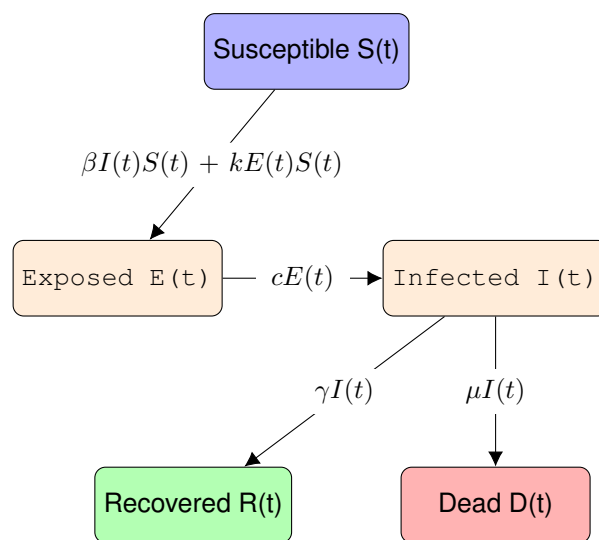 Susceptible S(t)
βI(t)S(t) + kE(t)S(t)
Exposed E(t)
cE(t)
Infected I(t)
γI(t)
μI(t)
Recovered R(t)
Dead D(t)